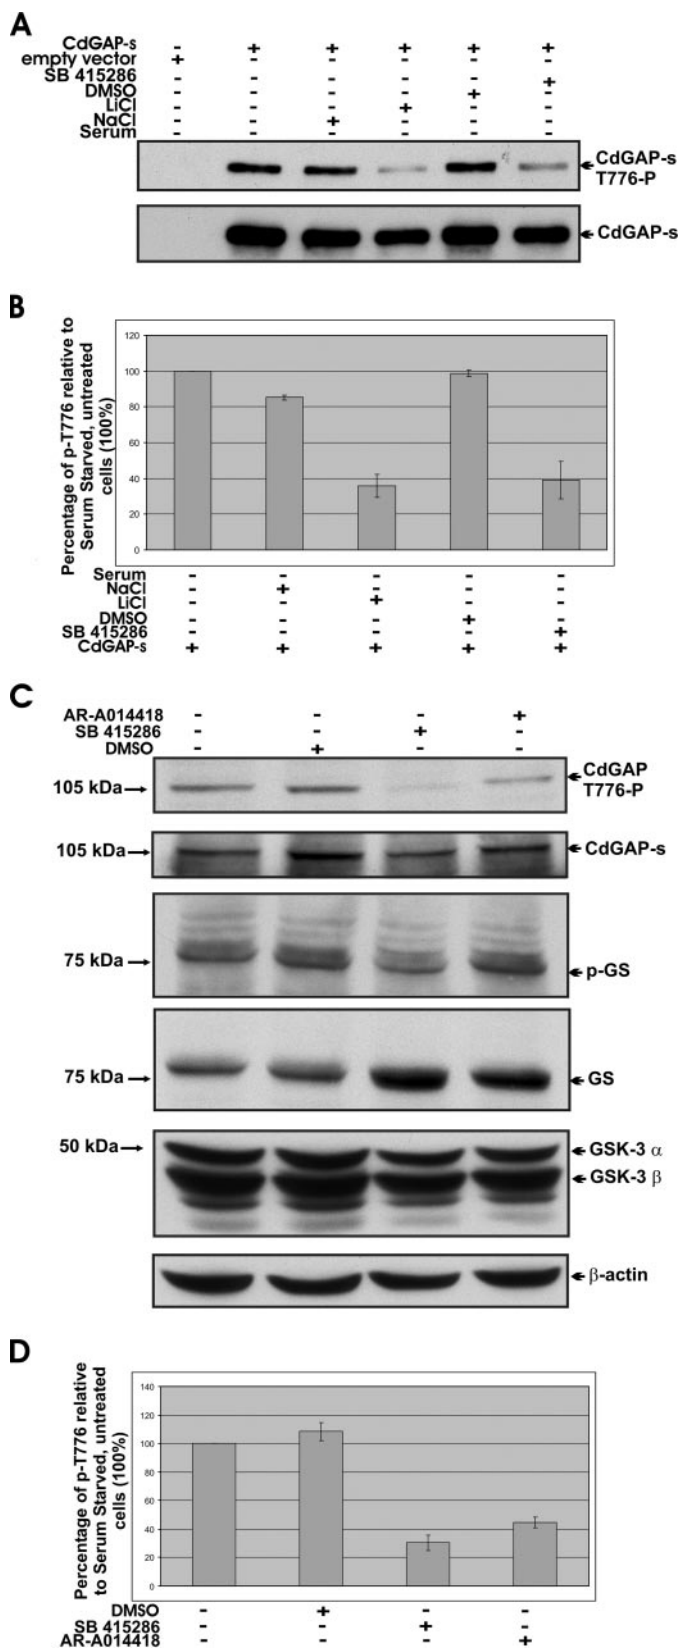 A
CdGAP-s - + + + + +
empty vector + - - - - -
SB 415286 - - - - - +
DMSO - - - - + -
LiCl - - - + - -
NaCl - - + - - -
Serum - - - - - -
CdGAP-s
T776-P
CdGAP-s
B
Percentage of p-T776 relative to
Serum Starved, untreated
cells (100%)
120
100
80
60
40
20
0
Serum - - - - -
NaCl - + - - -
LiCl - - + - -
DMSO - - - + -
SB 415286 - - - - +
CdGAP-s + + + + +
C
AR-A014418 - - - +
SB 415286 - - + -
DMSO - + - -
105 kDa
CdGAP
T776-P
105 kDa
CdGAP-s
75 kDa
p-GS
75 kDa
GS
50 kDa
GSK-3 α
GSK-3 β
β-actin
D
Percentage of p-T776 relative
to Serum Starved, untreated
cells (100%)
140
120
100
80
60
40
20
0
DMSO - + - -
SB 415286 - - + -
AR-A014418 - - - +